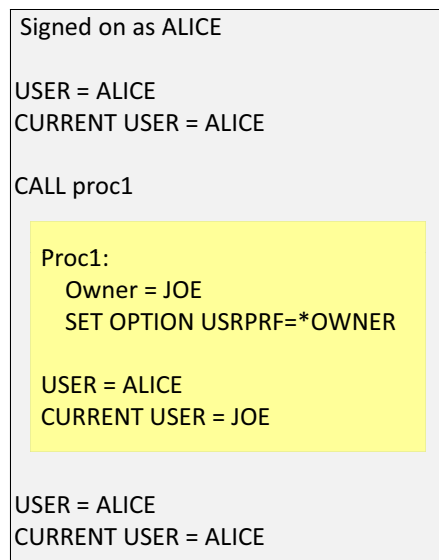 Signed on as ALICE
USER = ALICE
CURRENT USER = ALICE
CALL proc1
Proc1:
Owner = JOE
SET OPTION USRPRF=*OWNER
USER = ALICE
CURRENT USER = JOE
USER = ALICE
CURRENT USER = ALICE